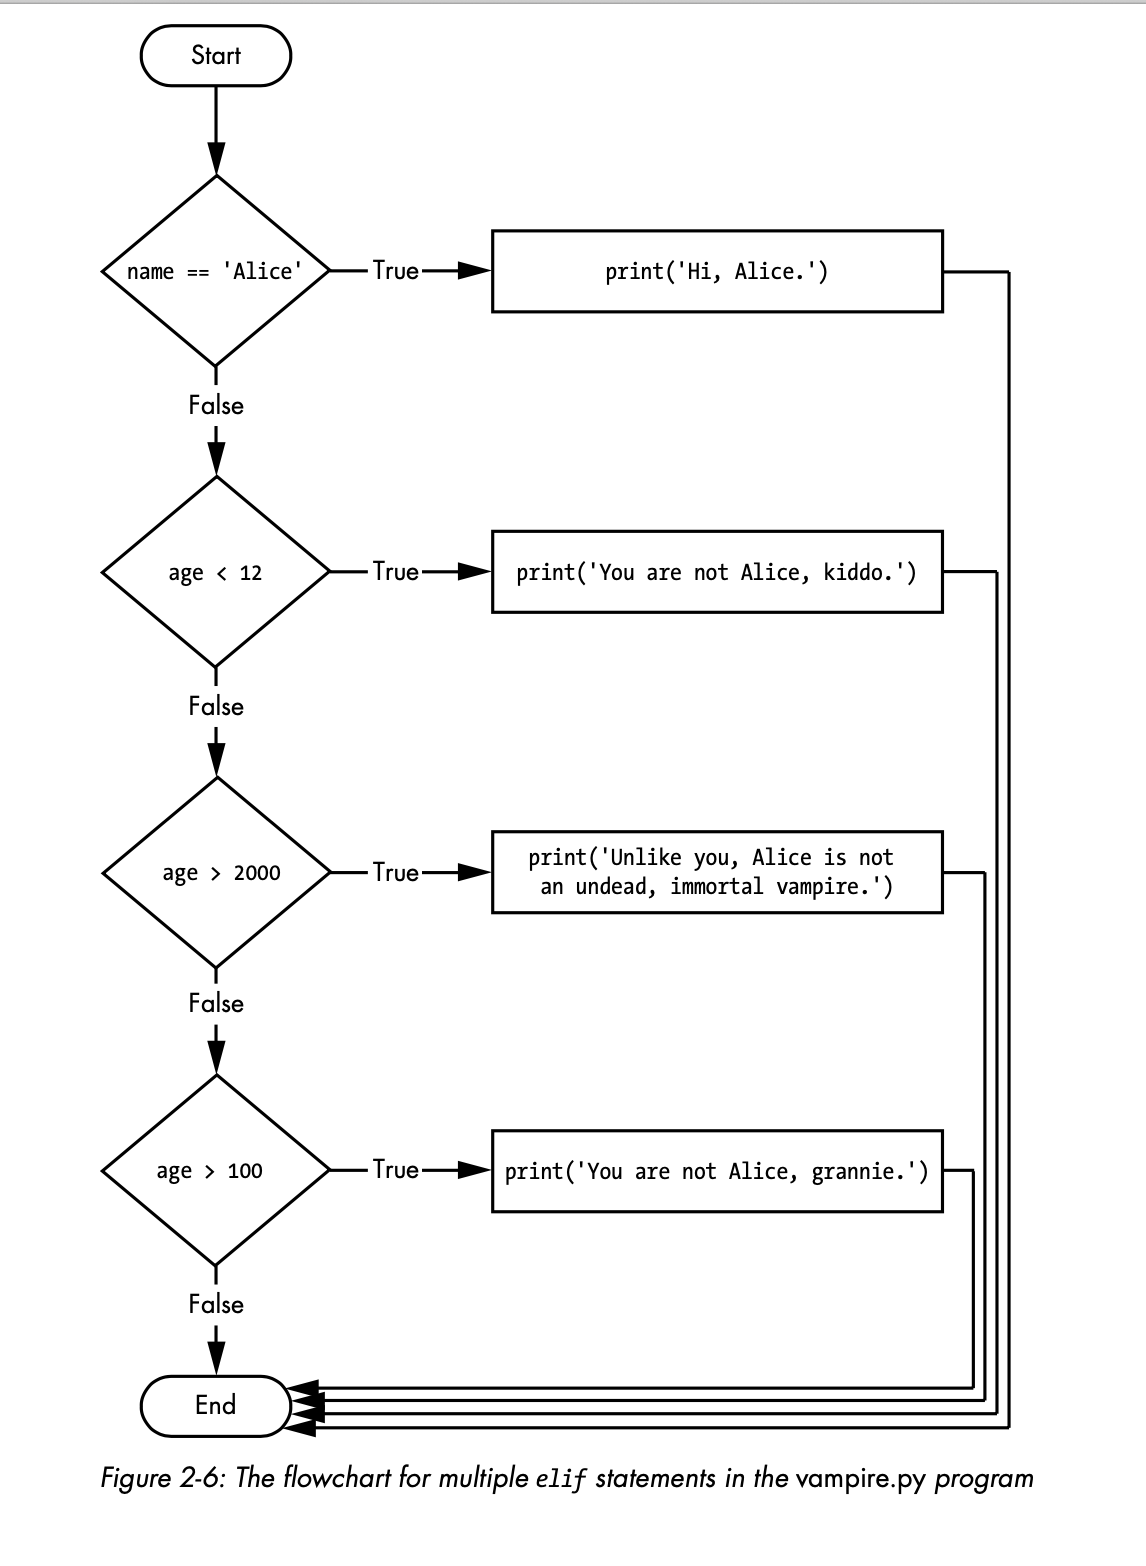 Start
name == 'Alice'
True
print('Hi, Alice.')
False
age < 12
True
print('You are not Alice, kiddo.')
False
age > 2000
True
print('Unlike you, Alice is not
an undead, immortal vampire.')
False
age > 100
True
print('You are not Alice, grannie.')
False
End
Figure 2-6: The flowchart for multiple elif statements in the vampire.py program